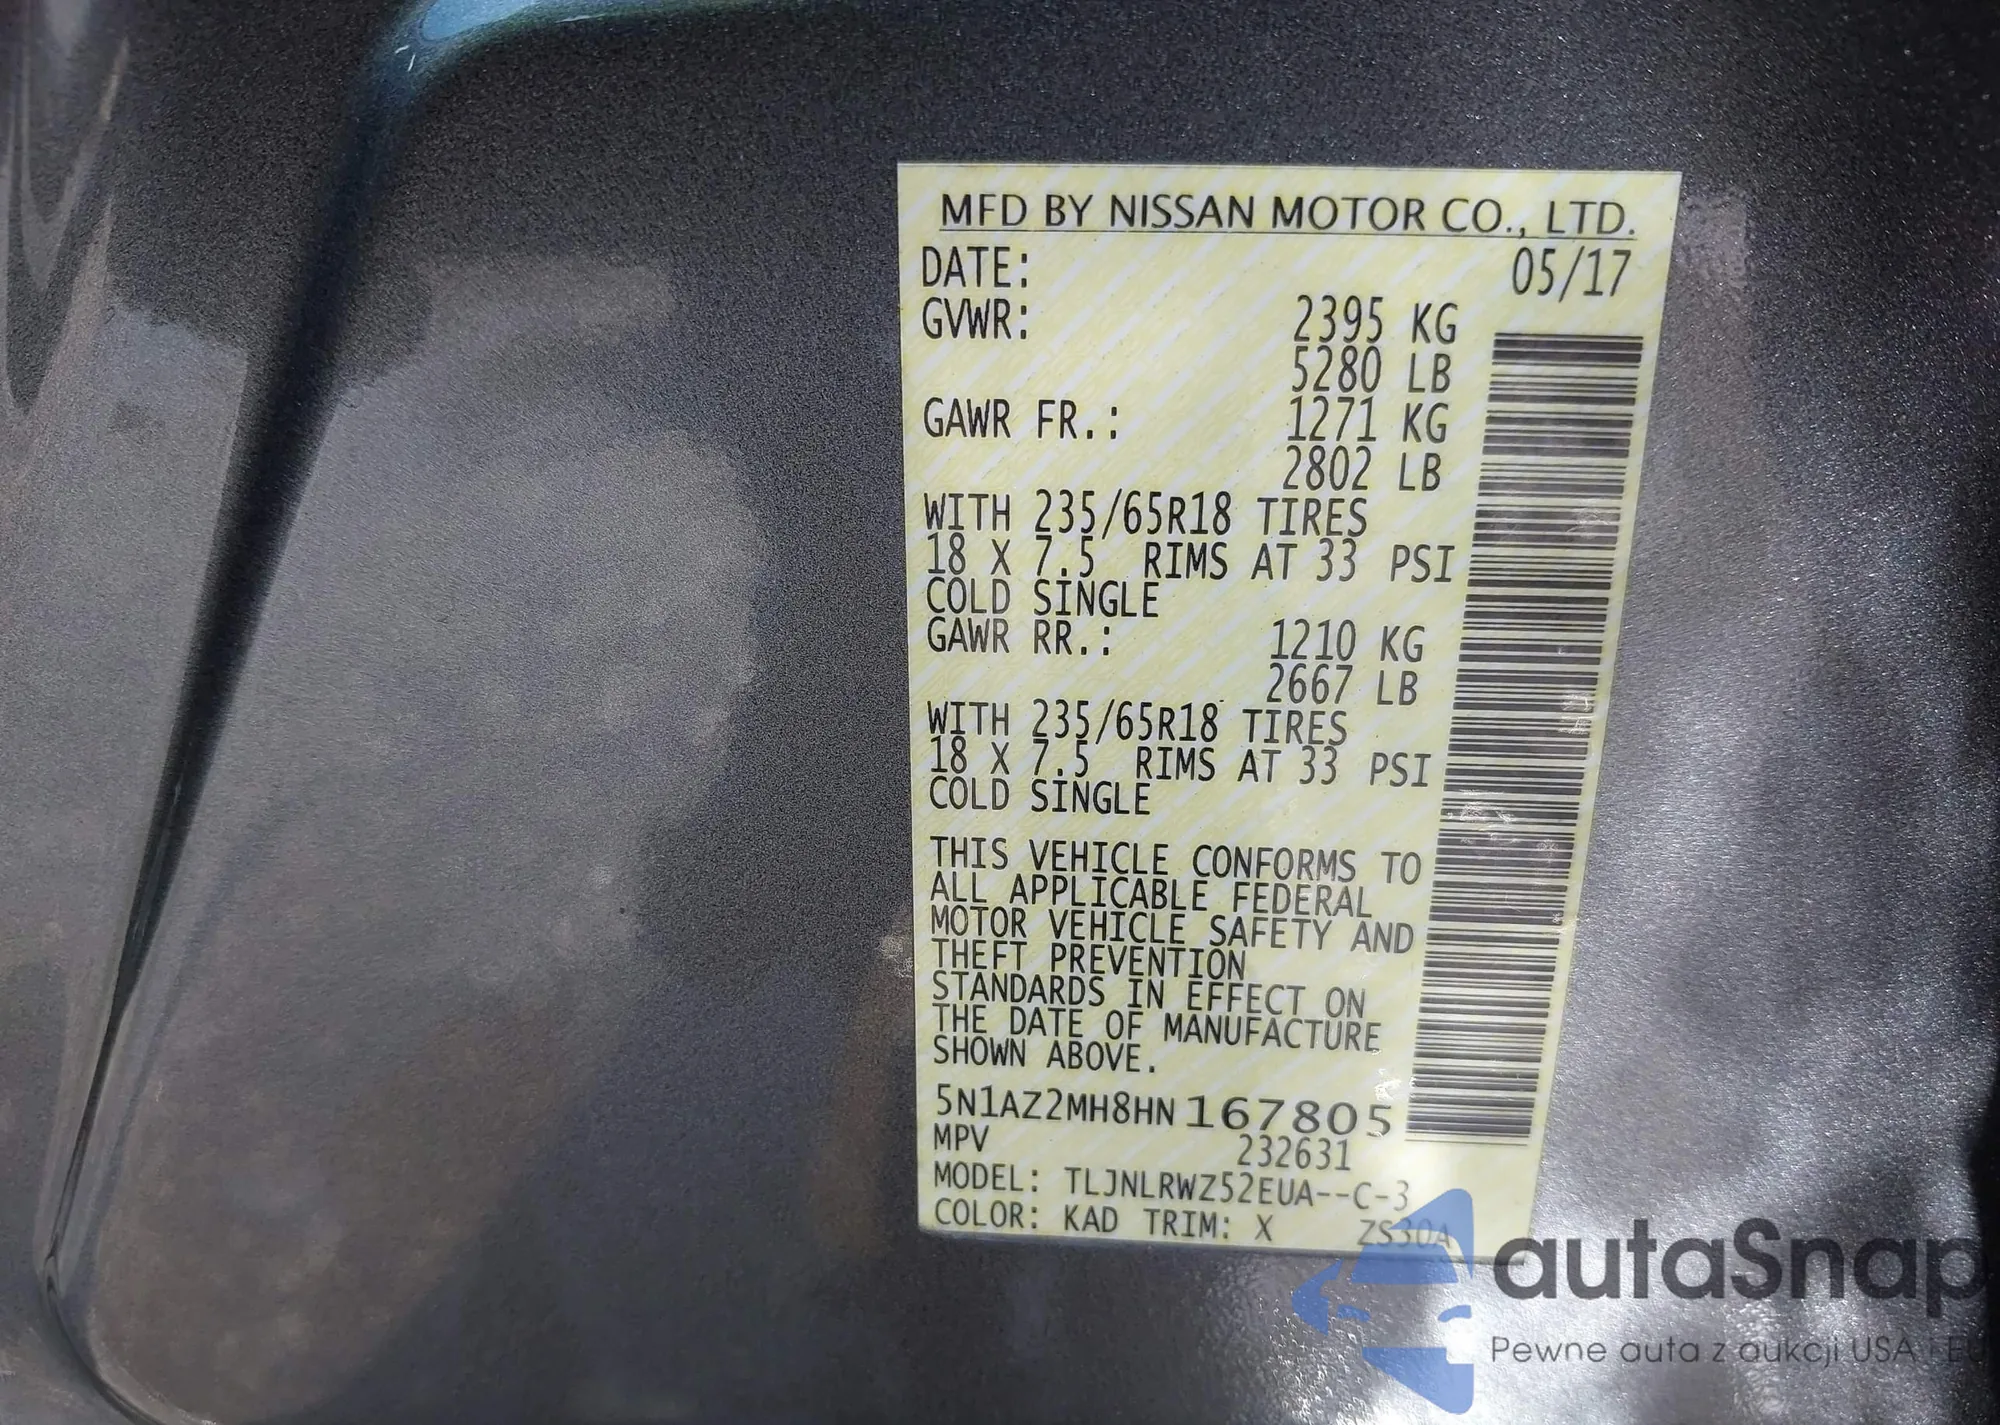 MFD BY NISSAN MOTOR CO., LTD.
DATE: 05/17
GVWR: 2395 KG
5280 LB
GAWR FR.: 1271 KG
2802 LB
WITH 235/65R18 TIRES
18 X 7.5 RIMS AT 33 PSI
COLD SINGLE
GAWR RR.: 1210 KG
2667 LB
WITH 235/65R18 TIRES
18 X 7.5 RIMS AT 33 PSI
COLD SINGLE
THIS VEHICLE CONFORMS TO
ALL APPLICABLE FEDERAL
MOTOR VEHICLE SAFETY AND
THEFT PREVENTION
STANDARDS IN EFFECT ON
THE DATE OF MANUFACTURE
SHOWN ABOVE.
5N1AZ2MH8HN167805
MPV 232631
MODEL: TLJNLRWZ52EUA--C-3
COLOR: KAD TRIM: X ZS30A
autaSnap
Pewne auta z aukcji USA i EU